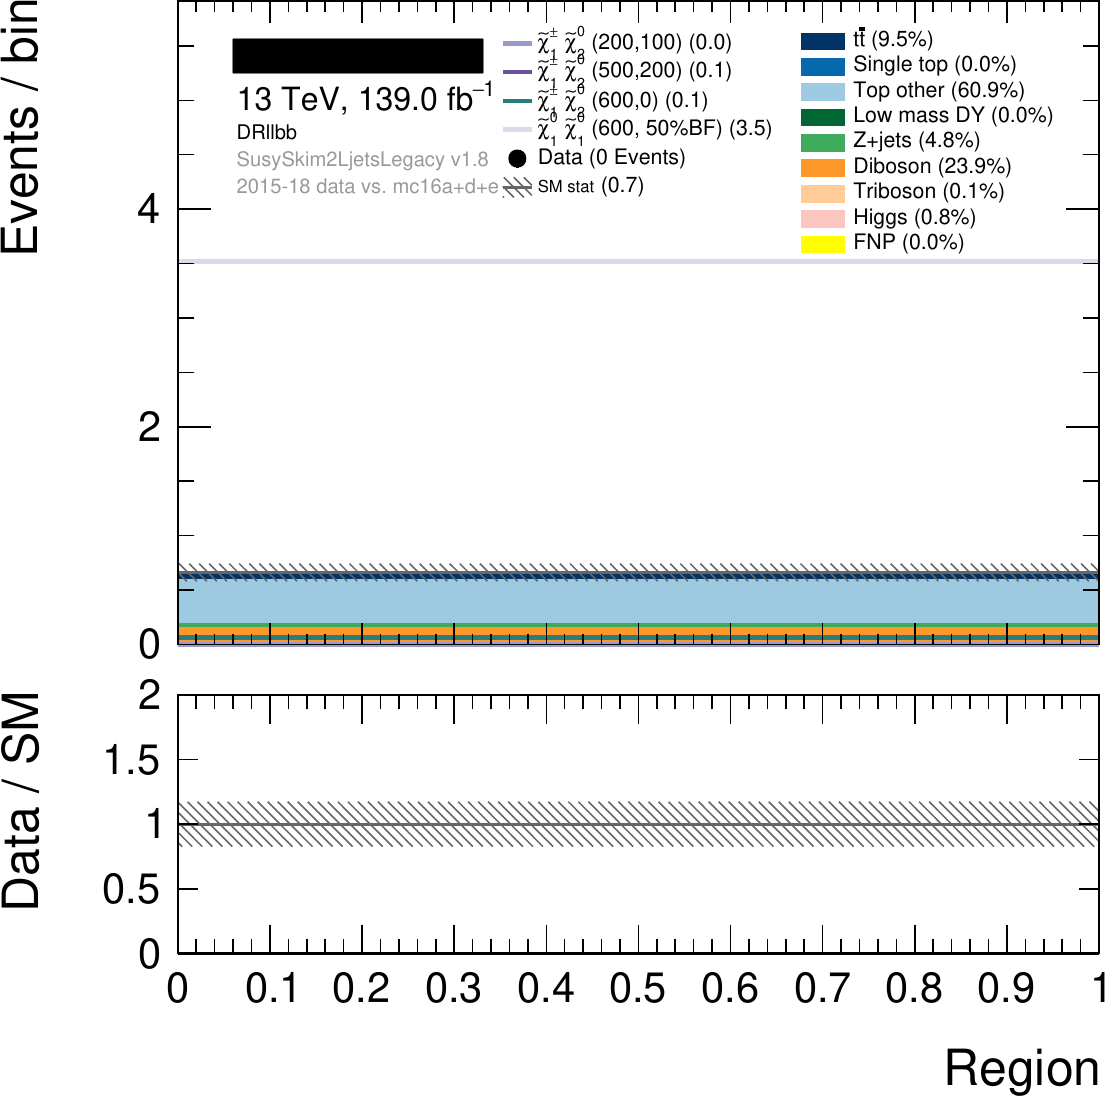 Events / bin
4
2
0
13 TeV, 139.0 fb⁻¹
DRllbb
SusySkim2LjetsLegacy v1.8
2015-18 data vs. mc16a+d+e
χ̃₁± χ̃₂⁰ (200,100) (0.0)
χ̃₁± χ̃₂⁰ (500,200) (0.1)
χ̃₁± χ̃₂⁰ (600,0) (0.1)
χ̃₁⁰ χ̃₁⁰ (600, 50%BF) (3.5)
Data (0 Events)
SM stat (0.7)
tt̄ (9.5%)
Single top (0.0%)
Top other (60.9%)
Low mass DY (0.0%)
Z+jets (4.8%)
Diboson (23.9%)
Triboson (0.1%)
Higgs (0.8%)
FNP (0.0%)
Data / SM
2
1.5
1
0.5
0
0 0.1 0.2 0.3 0.4 0.5 0.6 0.7 0.8 0.9 1
Region